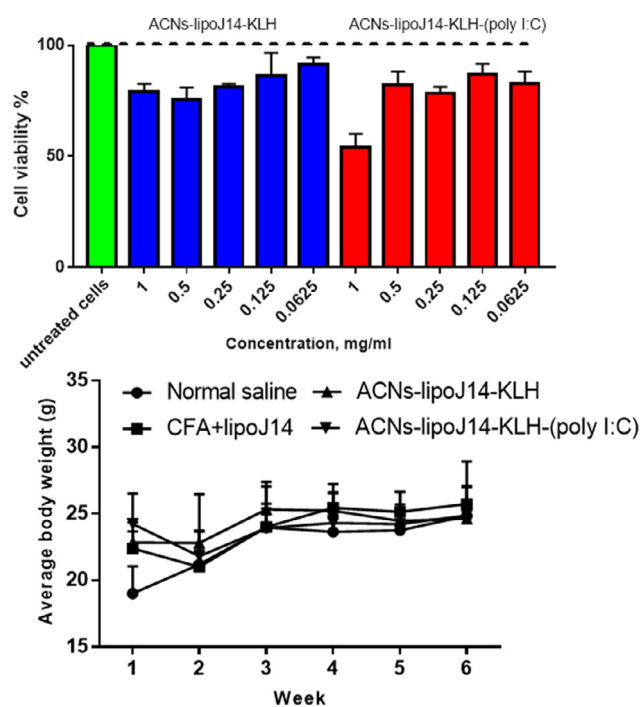 ACNs-lipoJ14-KLH ACNs-lipoJ14-KLH-(poly I:C)
100
50
0
Cell viability %
untreated cells 1 0.5 0.25 0.125 0.0625 1 0.5 0.25 0.125 0.0625
Concentration, mg/ml
35
30
25
20
15
Average body weight (g)
Normal saline ACNs-lipoJ14-KLH
CFA+lipoJ14 ACNs-lipoJ14-KLH-(poly I:C)
1 2 3 4 5 6
Week